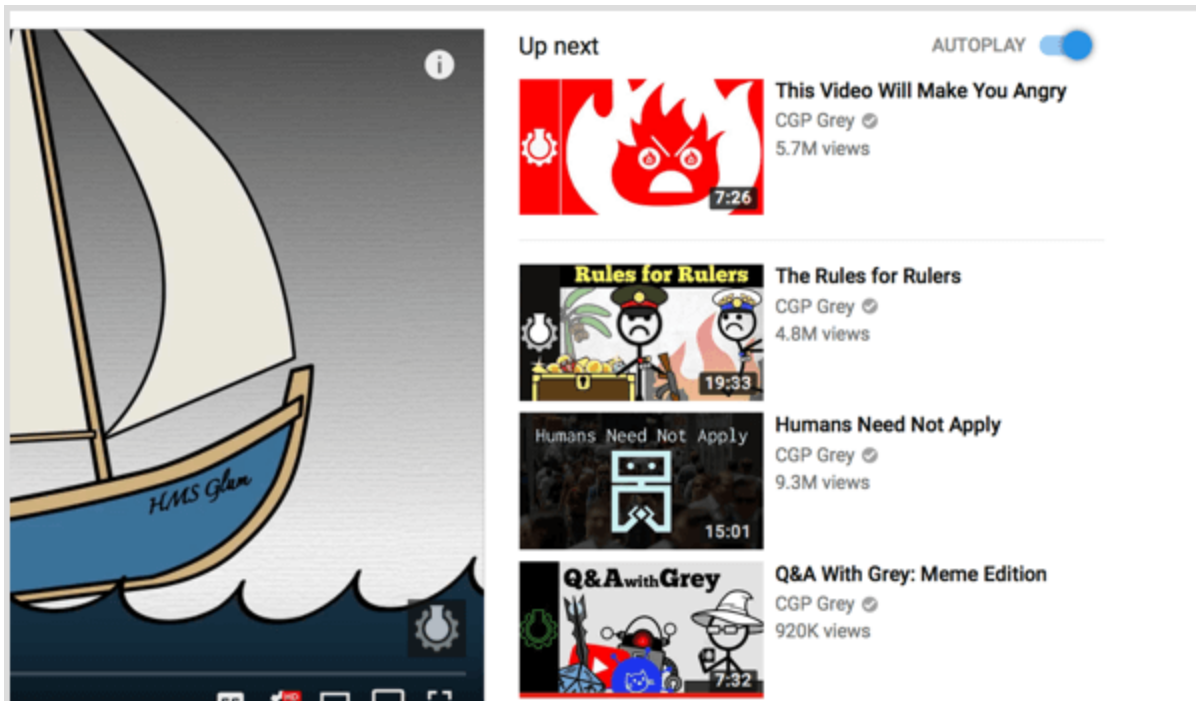 HMS Glum
HD
Up next
AUTOPLAY
7:26
This Video Will Make You Angry
CGP Grey
5.7M views
Rules for Rulers
19:33
The Rules for Rulers
CGP Grey
4.8M views
Humans Need Not Apply
15:01
Humans Need Not Apply
CGP Grey
9.3M views
Q&A with Grey
7:32
Q&A With Grey: Meme Edition
CGP Grey
920K views